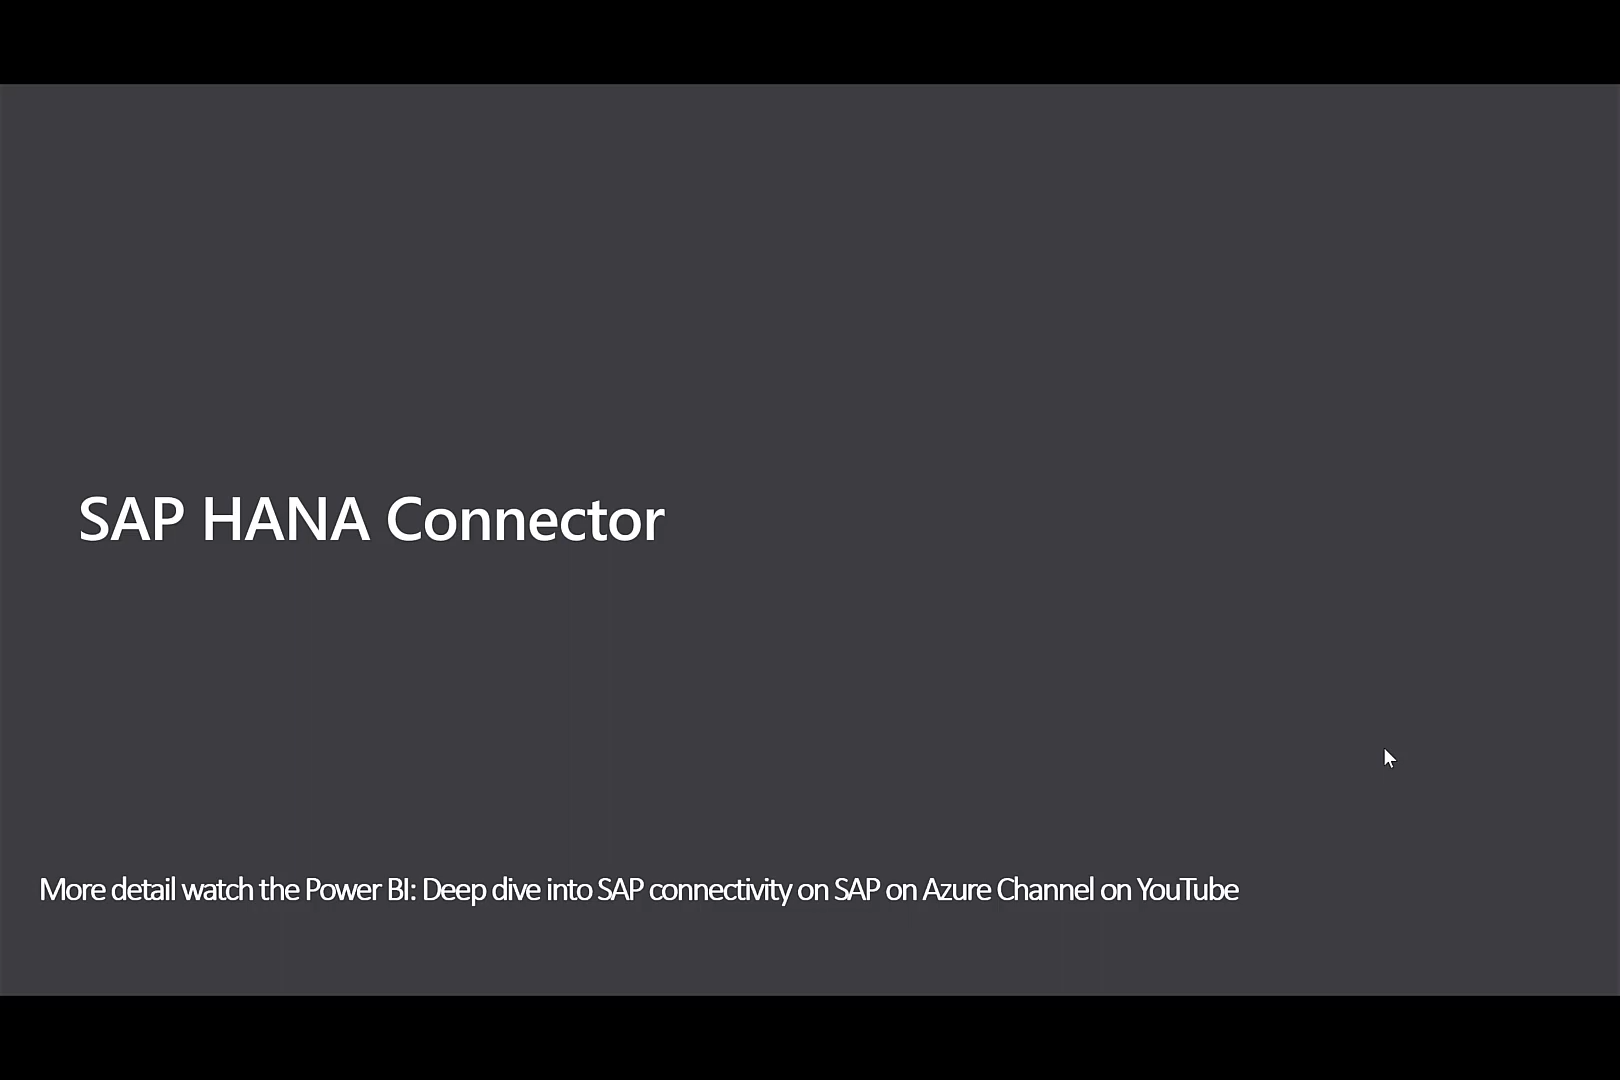 SAP HANA Connector
More detail watch the Power BI: Deep dive into SAP connectivity on SAP on Azure Channel on YouTube